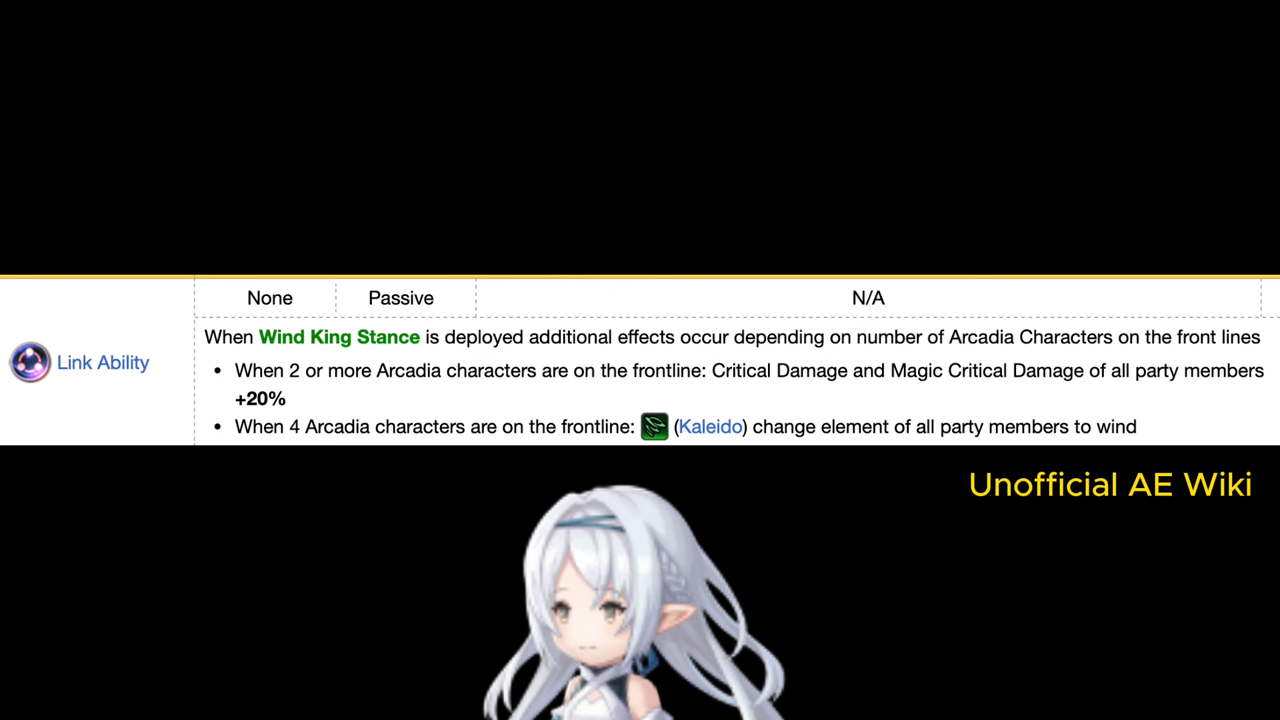 None Passive N/A
When Wind King Stance is deployed additional effects occur depending on number of Arcadia Characters on the front lines
Link Ability
• When 2 or more Arcadia characters are on the frontline: Critical Damage and Magic Critical Damage of all party members
+20%
• When 4 Arcadia characters are on the frontline: (Kaleido) change element of all party members to wind
Unofficial AE Wiki